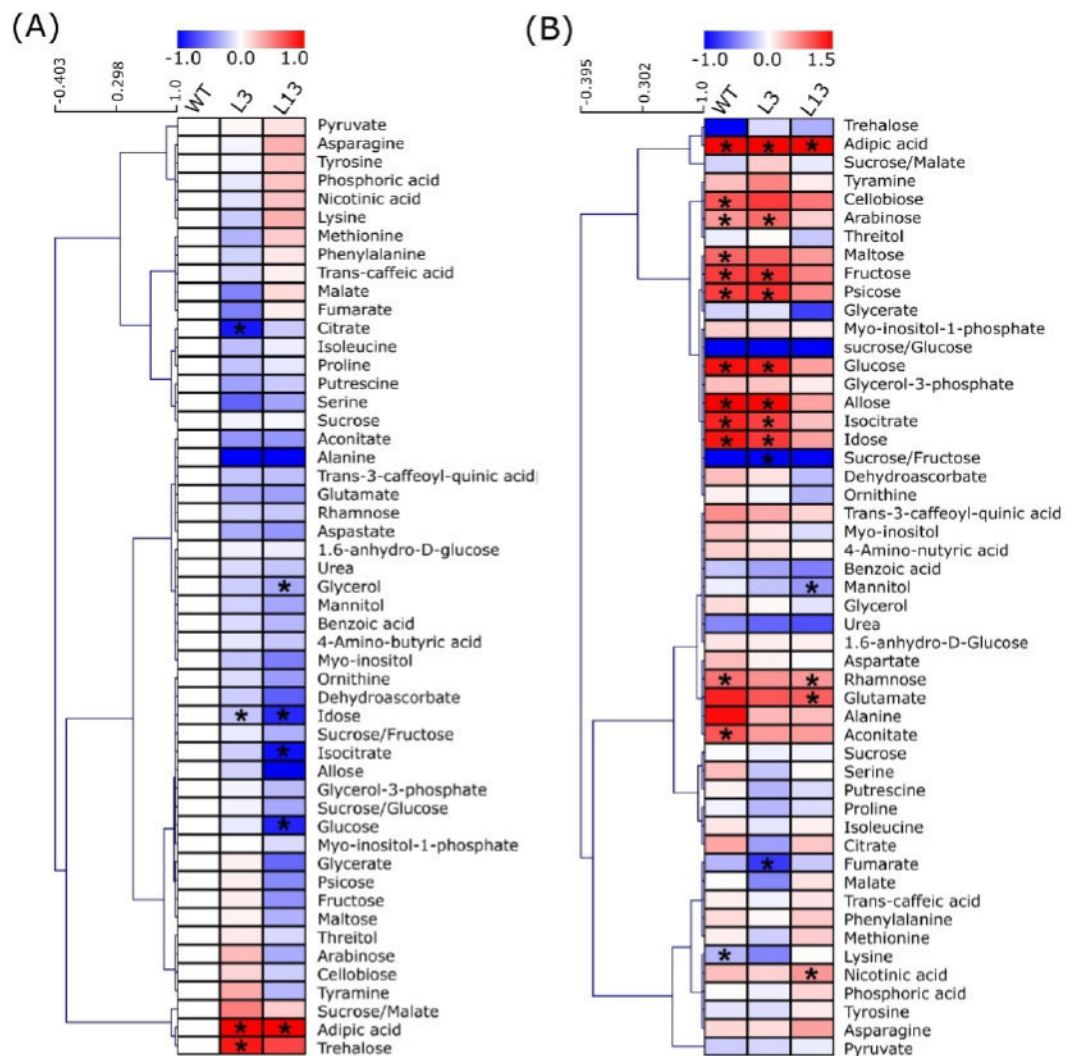 (A)
-1.0 0.0 1.0
-0.403 0.298 1.0
WT L3 L13
Pyruvate
Asparagine
Tyrosine
Phosphoric acid
Nicotinic acid
Lysine
Methionine
Phenylalanine
Trans-caffeic acid
Malate
Fumarate
* Citrate
Isoleucine
Proline
Putrescine
Serine
Sucrose
Aconitate
Alanine
Trans-3-caffeoyl-quinic acid
Glutamate
Rhamnose
Aspastate
1.6-anhydro-D-glucose
Urea
* Glycerol
Mannitol
Benzoic acid
4-Amino-butyric acid
Myo-inositol
Ornithine
Dehydroascorbate
* * Idose
Sucrose/Fructose
* Isocitrate
Allose
Glycerol-3-phosphate
Sucrose/Glucose
* Glucose
Myo-inositol-1-phosphate
Glycerate
Psicose
Fructose
Maltose
Threitol
Arabinose
Cellobiose
Tyramine
Sucrose/Malate
* * Adipic acid
* Trehalose
(B)
-1.0 0.0 1.5
-0.395 0.302 1.0
WT L3 L13
Trehalose
* * * Adipic acid
Sucrose/Malate
Tyramine
* Cellobiose
* * Arabinose
Threitol
* Maltose
* * Fructose
* * Psicose
Glycerate
Myo-inositol-1-phosphate
sucrose/Glucose
* * Glucose
Glycerol-3-phosphate
* * Allose
* * Isocitrate
* * Idose
* Sucrose/Fructose
Dehydroascorbate
Ornithine
Trans-3-caffeoyl-quinic acid
Myo-inositol
4-Amino-nutyric acid
Benzoic acid
* Mannitol
Glycerol
Urea
1.6-anhydro-D-Glucose
Aspartate
* * Rhamnose
* Glutamate
Alanine
* Aconitate
Sucrose
Serine
Putrescine
Proline
Isoleucine
Citrate
* Fumarate
Malate
Trans-caffeic acid
Phenylalanine
Methionine
* Lysine
* Nicotinic acid
Phosphoric acid
Tyrosine
Asparagine
Pyruvate